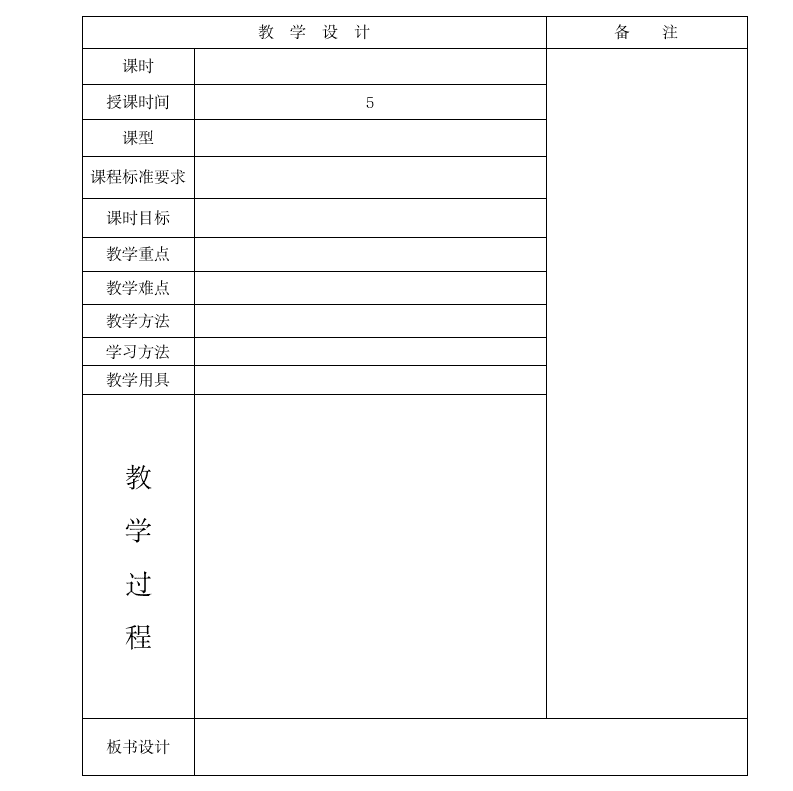 教 学 设 计 备 注
课时
授课时间 5
课型
课程标准要求
课时目标
教学重点
教学难点
教学方法
学习方法
教学用具
教
学
过
程
板书设计